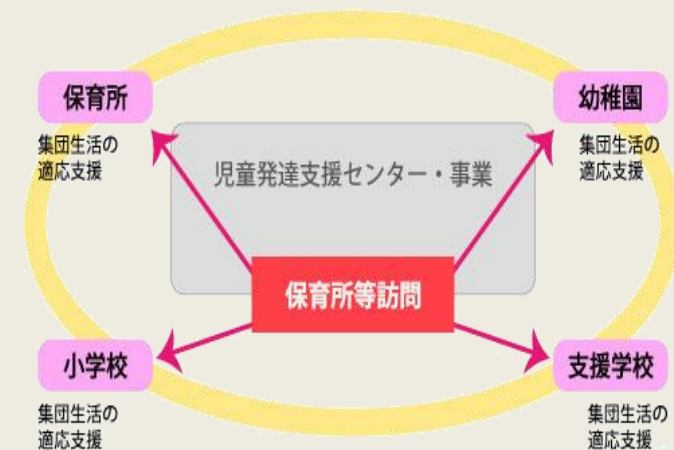 保育所
幼稚園
集団生活の
適応支援
集団生活の
適応支援
児童発達支援センター・事業
保育所等訪問
小学校
支援学校
集団生活の
適応支援
集団生活の
適応支援